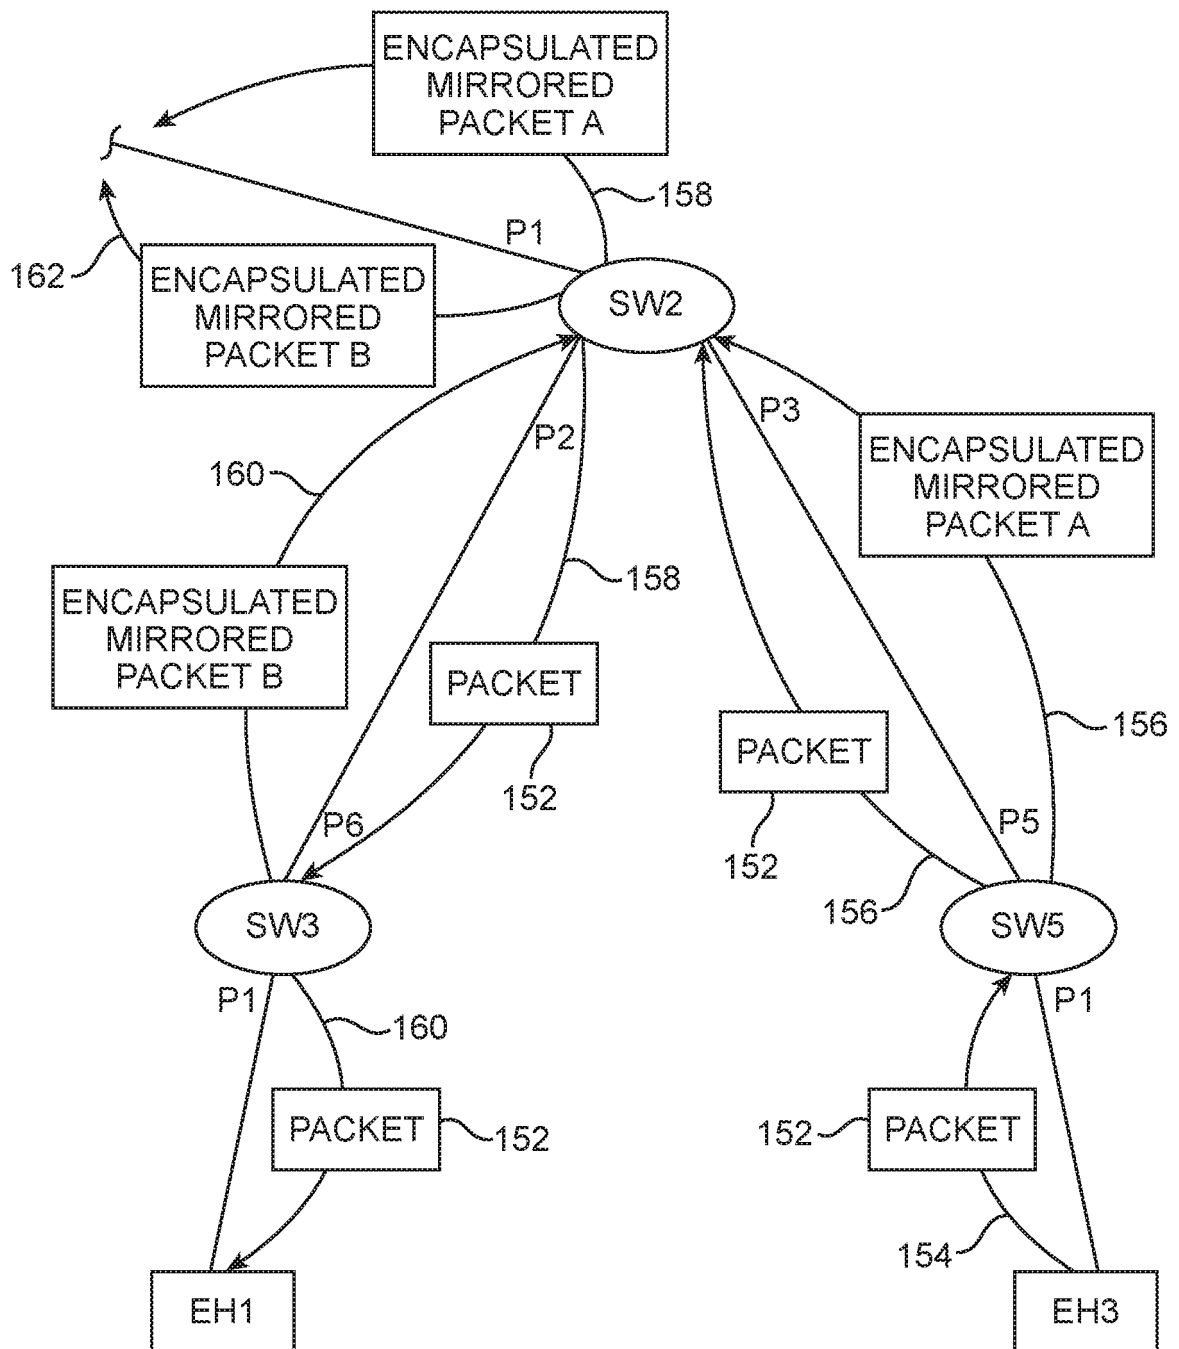 ENCAPSULATED
MIRRORED
PACKET A
158
P1
162
ENCAPSULATED
MIRRORED
PACKET B
SW2
P2
P3
160
ENCAPSULATED
MIRRORED
PACKET A
158
ENCAPSULATED
MIRRORED
PACKET B
PACKET
152
PACKET
152
156
P6
P5
156
SW3
SW5
P1
160
P1
PACKET
152
152
PACKET
154
EH1
EH3